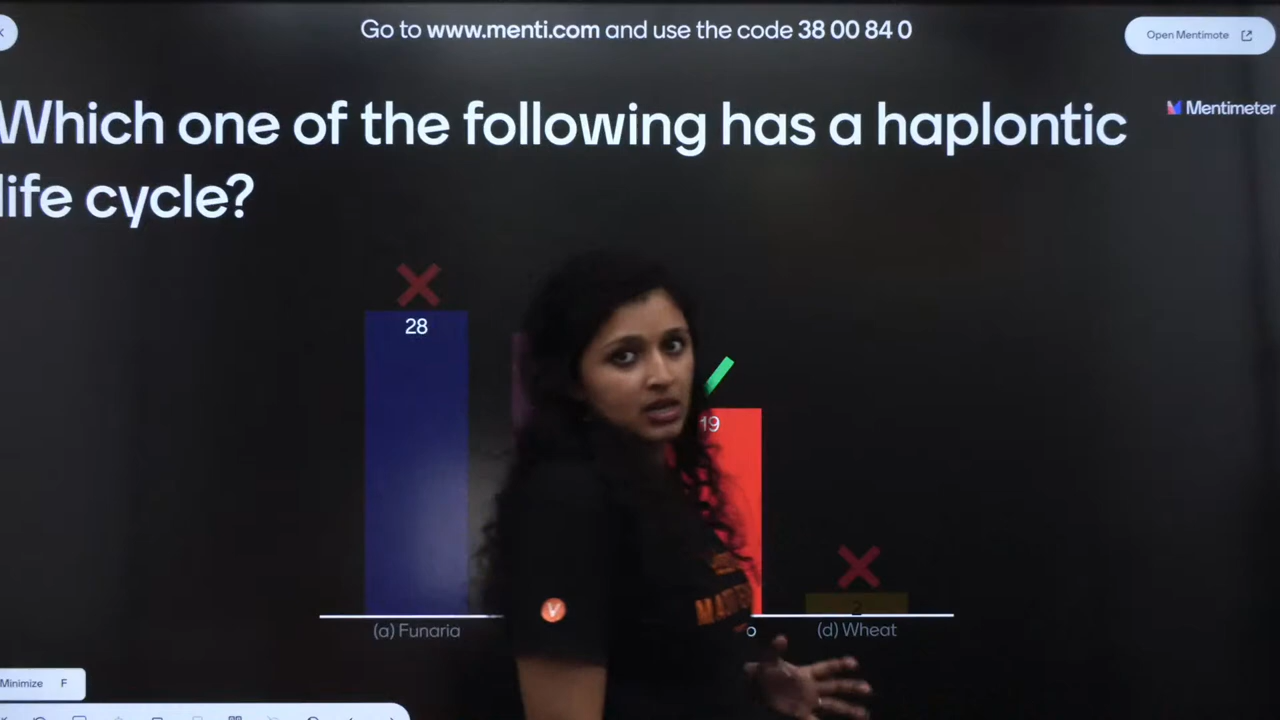 Go to www.menti.com and use the code 38 00 84 0
Open Mentimote
Mentimeter
Which one of the following has a haplontic
life cycle?
28
19
2
(a) Funaria
o
(d) Wheat
Minimize F
V